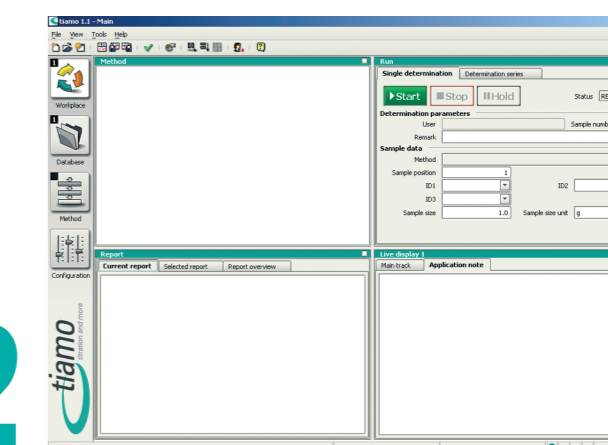 tiamo 1.1 - Main
File View Tools Help
1
Workplace
1
Database
Method
Configuration
tiamo
titration and more
Method
Run
Single determination Determination series
Start Stop Hold Status
Determination parameters
User
Remark
Sample data
Method
Sample position 1
ID1 ID2
ID3
Sample size 1.0 Sample size unit g
Report
Current report Selected report Report overview
Live display 1
Main track Application note
2